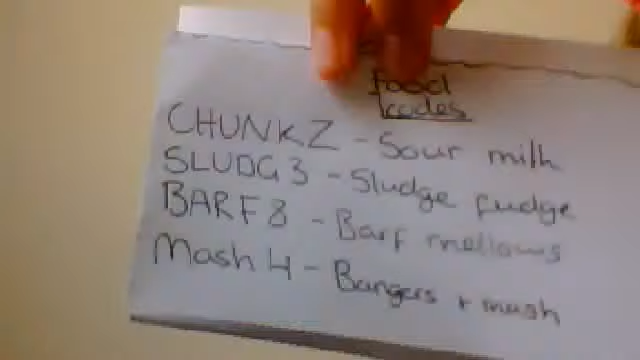 food
codes
CHUNKZ - Sour milk
SLUDG3 - Sludge fudge
BARF8 - Barf mellows
Mash4 - Bangers + mash